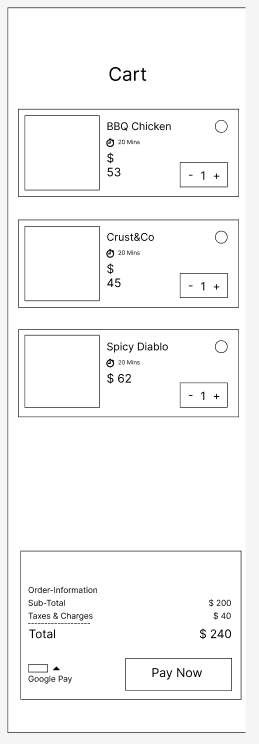 Cart
BBQ Chicken
20 Mins
$
53
- 1 +
Crust&Co
20 Mins
$
45
- 1 +
Spicy Diablo
20 Mins
$ 62
- 1 +
Order-Information
Sub-Total $ 200
Taxes & Charges $ 40
Total $ 240
Google Pay
Pay Now